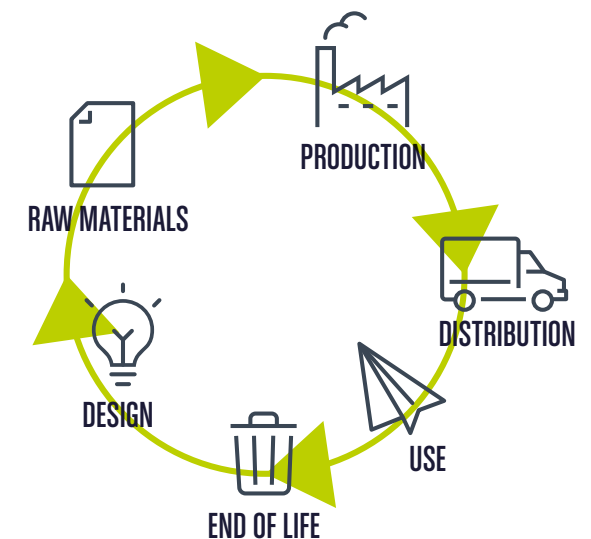 PRODUCTION
RAW MATERIALS
DISTRIBUTION
DESIGN
USE
END OF LIFE